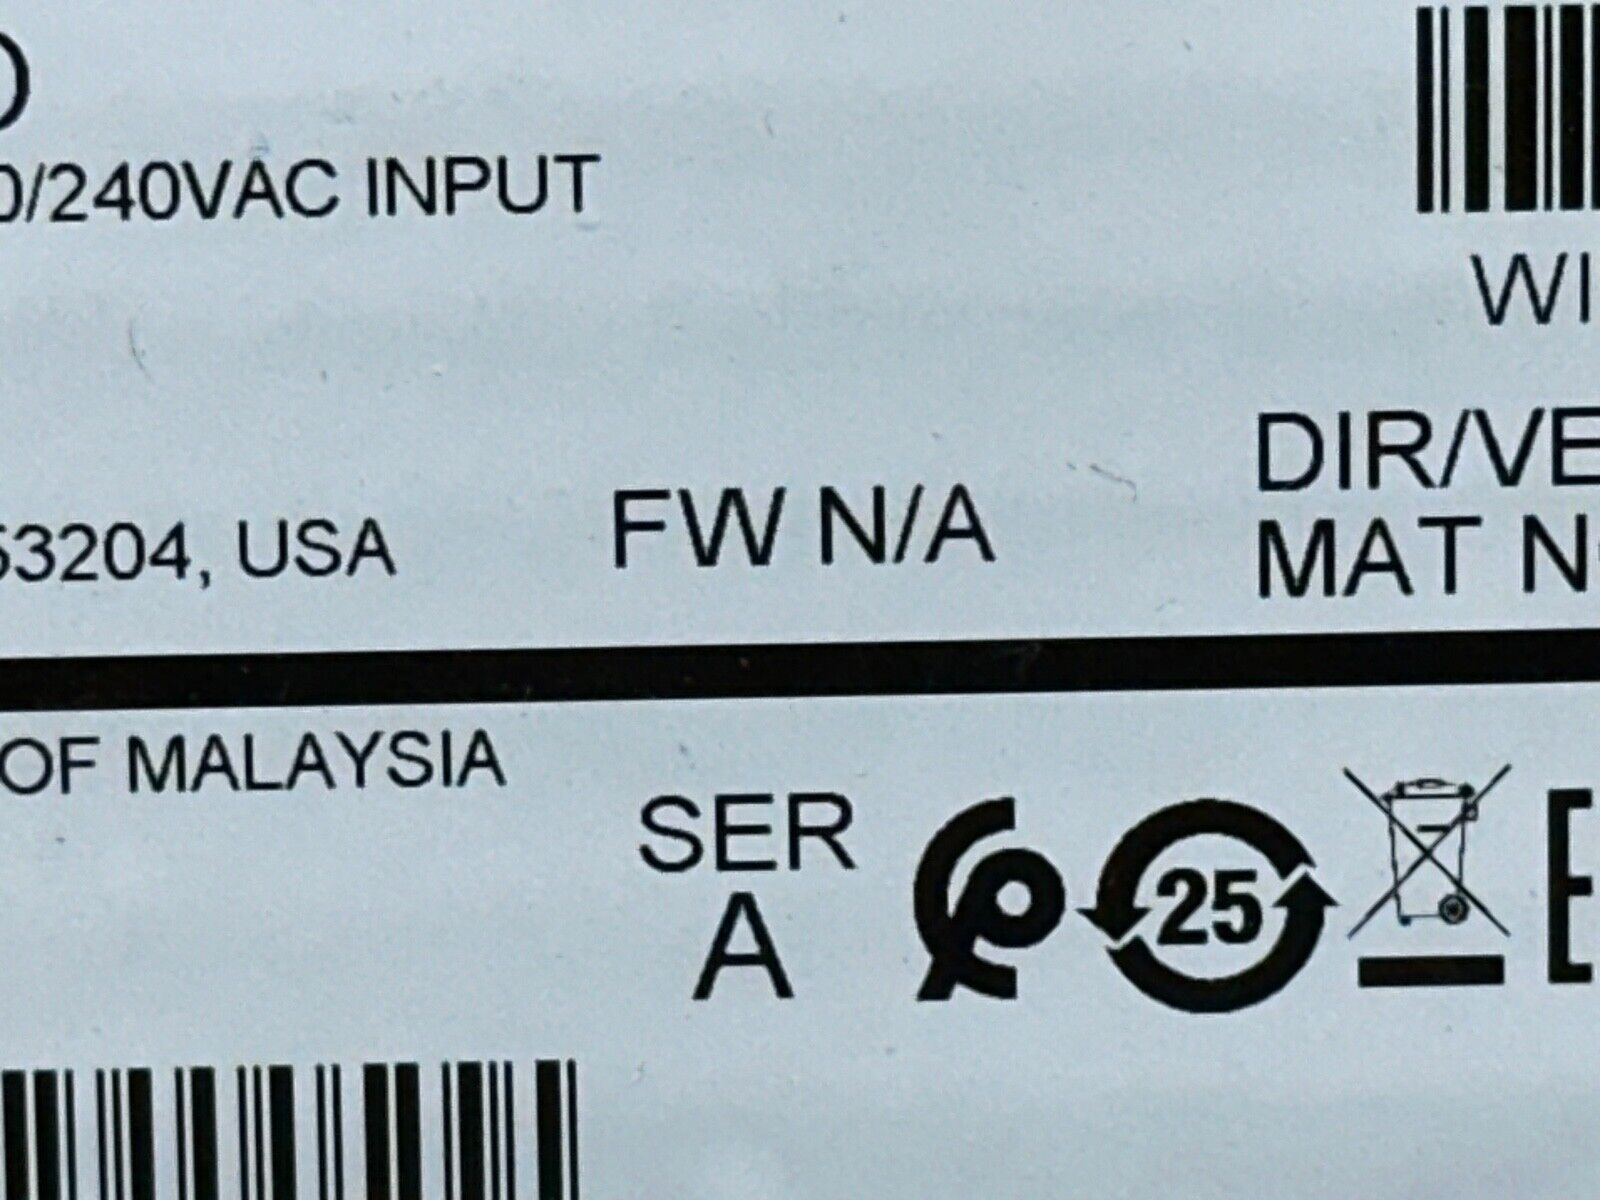 0/240VAC INPUT
WI
DIR/VE
53204, USA
FW N/A
MAT N
OF MALAYSIA
SER
A
25
E